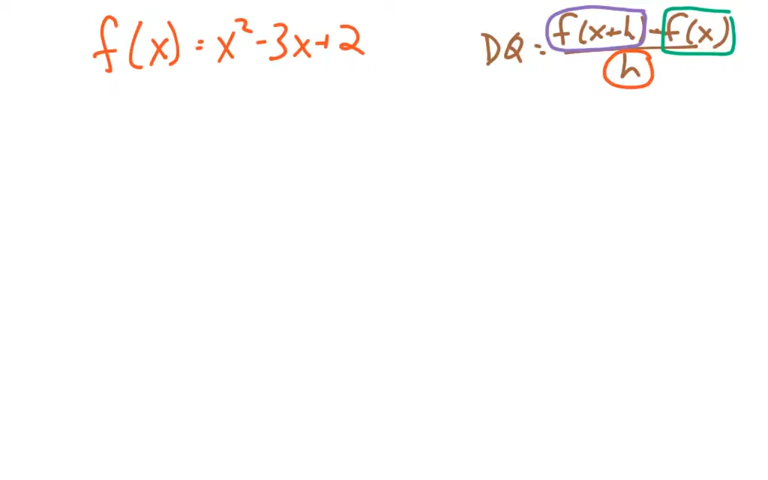 f(x) = x² - 3x + 2
DQ = f(x+h) - f(x) / h